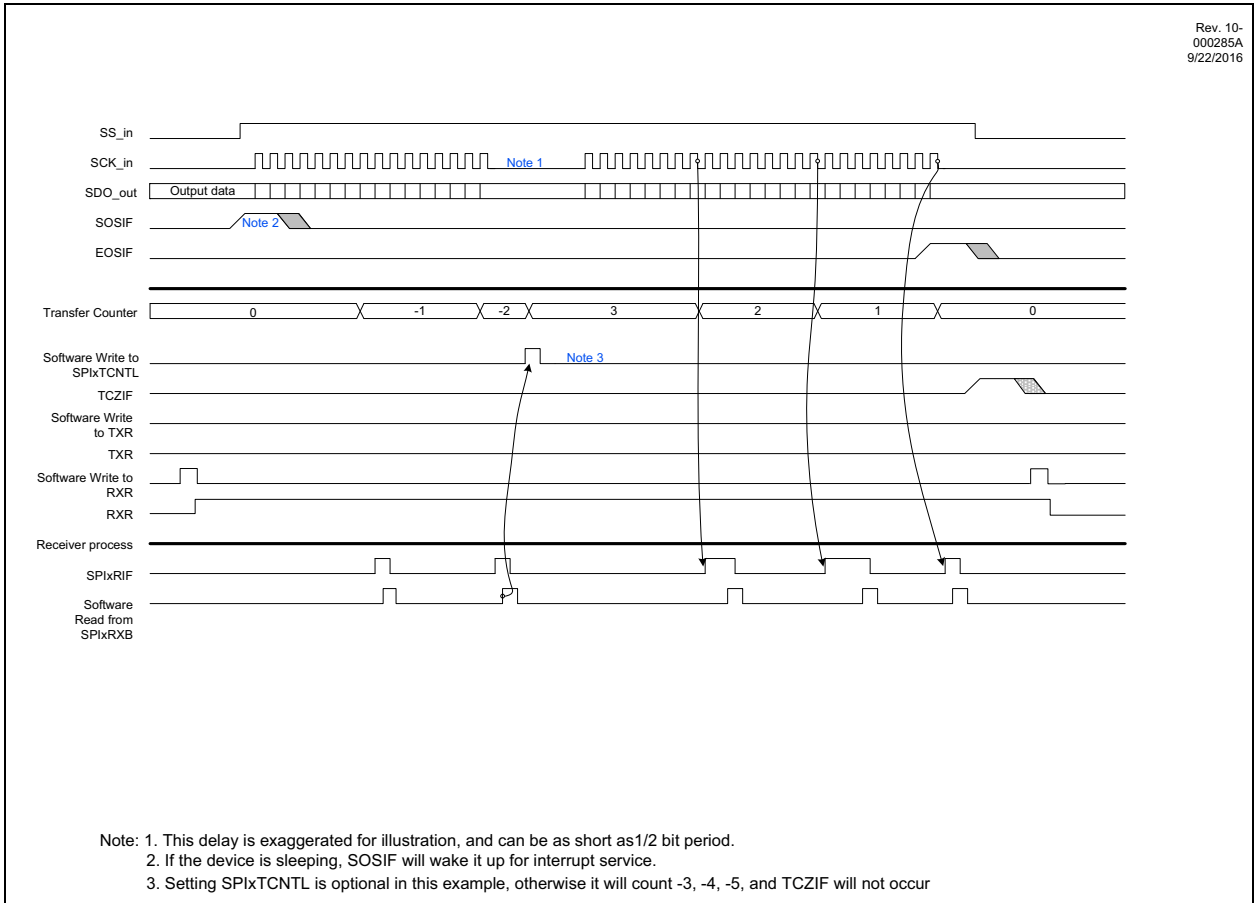 Rev. 10-
000285A
9/22/2016
SS_in
SCK_in
Note 1
SDO_out
Output data
SOSIF
Note 2
EOSIF
Transfer Counter
0
-1
-2
3
2
1
0
Software Write to
SPIxTCNTL
Note 3
TCZIF
Software Write
to TXR
TXR
Software Write to
RXR
RXR
Receiver process
SPIxRIF
Software
Read from
SPIxRXB
Note: 1. This delay is exaggerated for illustration, and can be as short as1/2 bit period.
2. If the device is sleeping, SOSIF will wake it up for interrupt service.
3. Setting SPIxTCNTL is optional in this example, otherwise it will count -3, -4, -5, and TCZIF will not occur